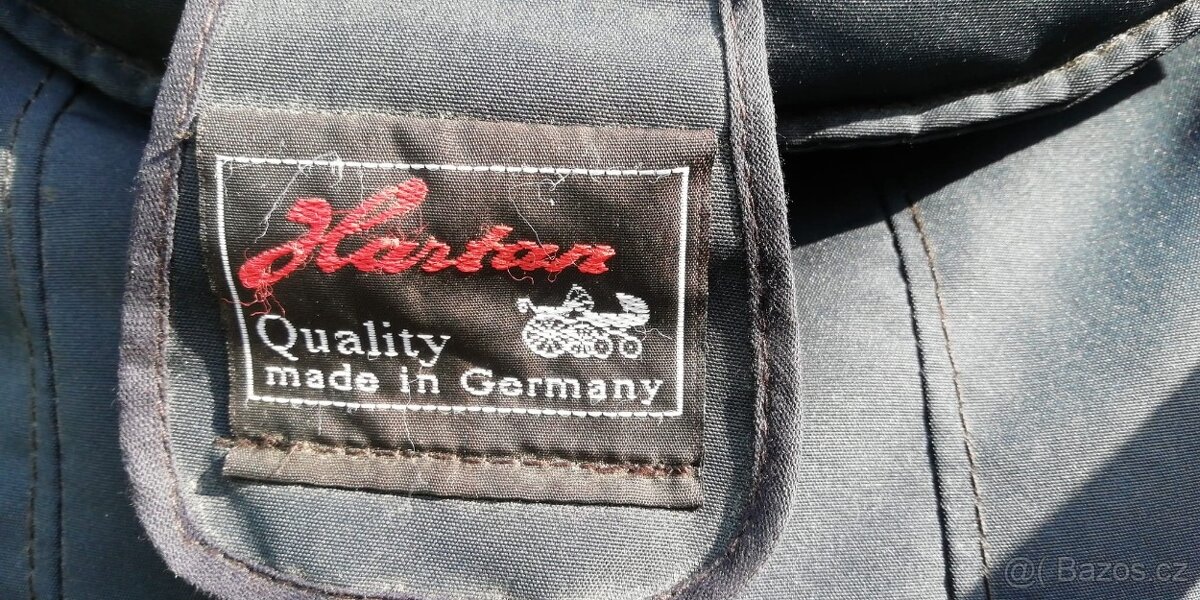 Hartan
Quality
made in Germany
@( Bazos.cz